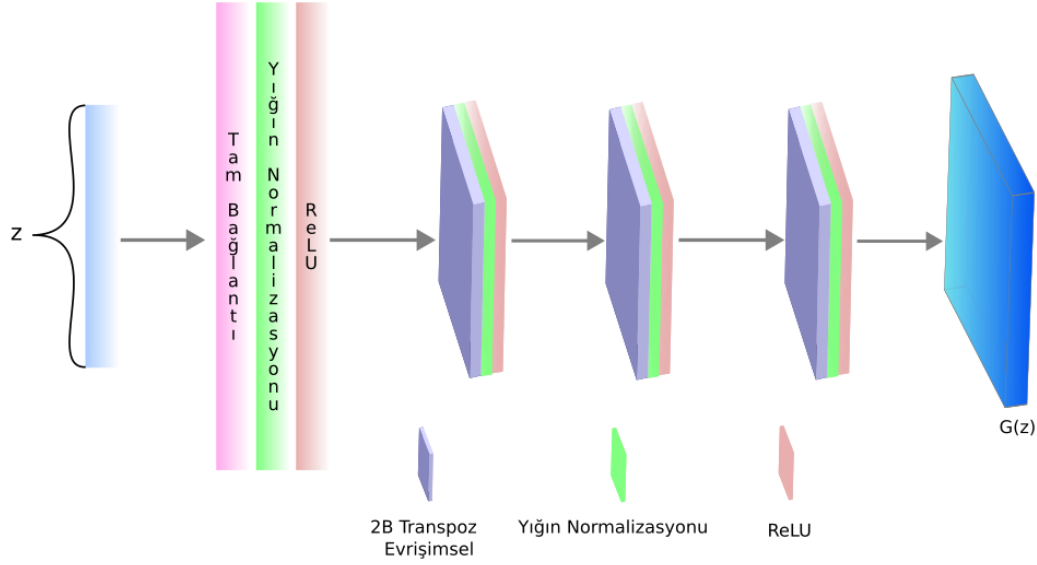 z
Tam Bağlantı
Yığın Normalizasyonu
ReLU
G(z)
2B Transpoz
Evrişimsel
Yığın Normalizasyonu
ReLU